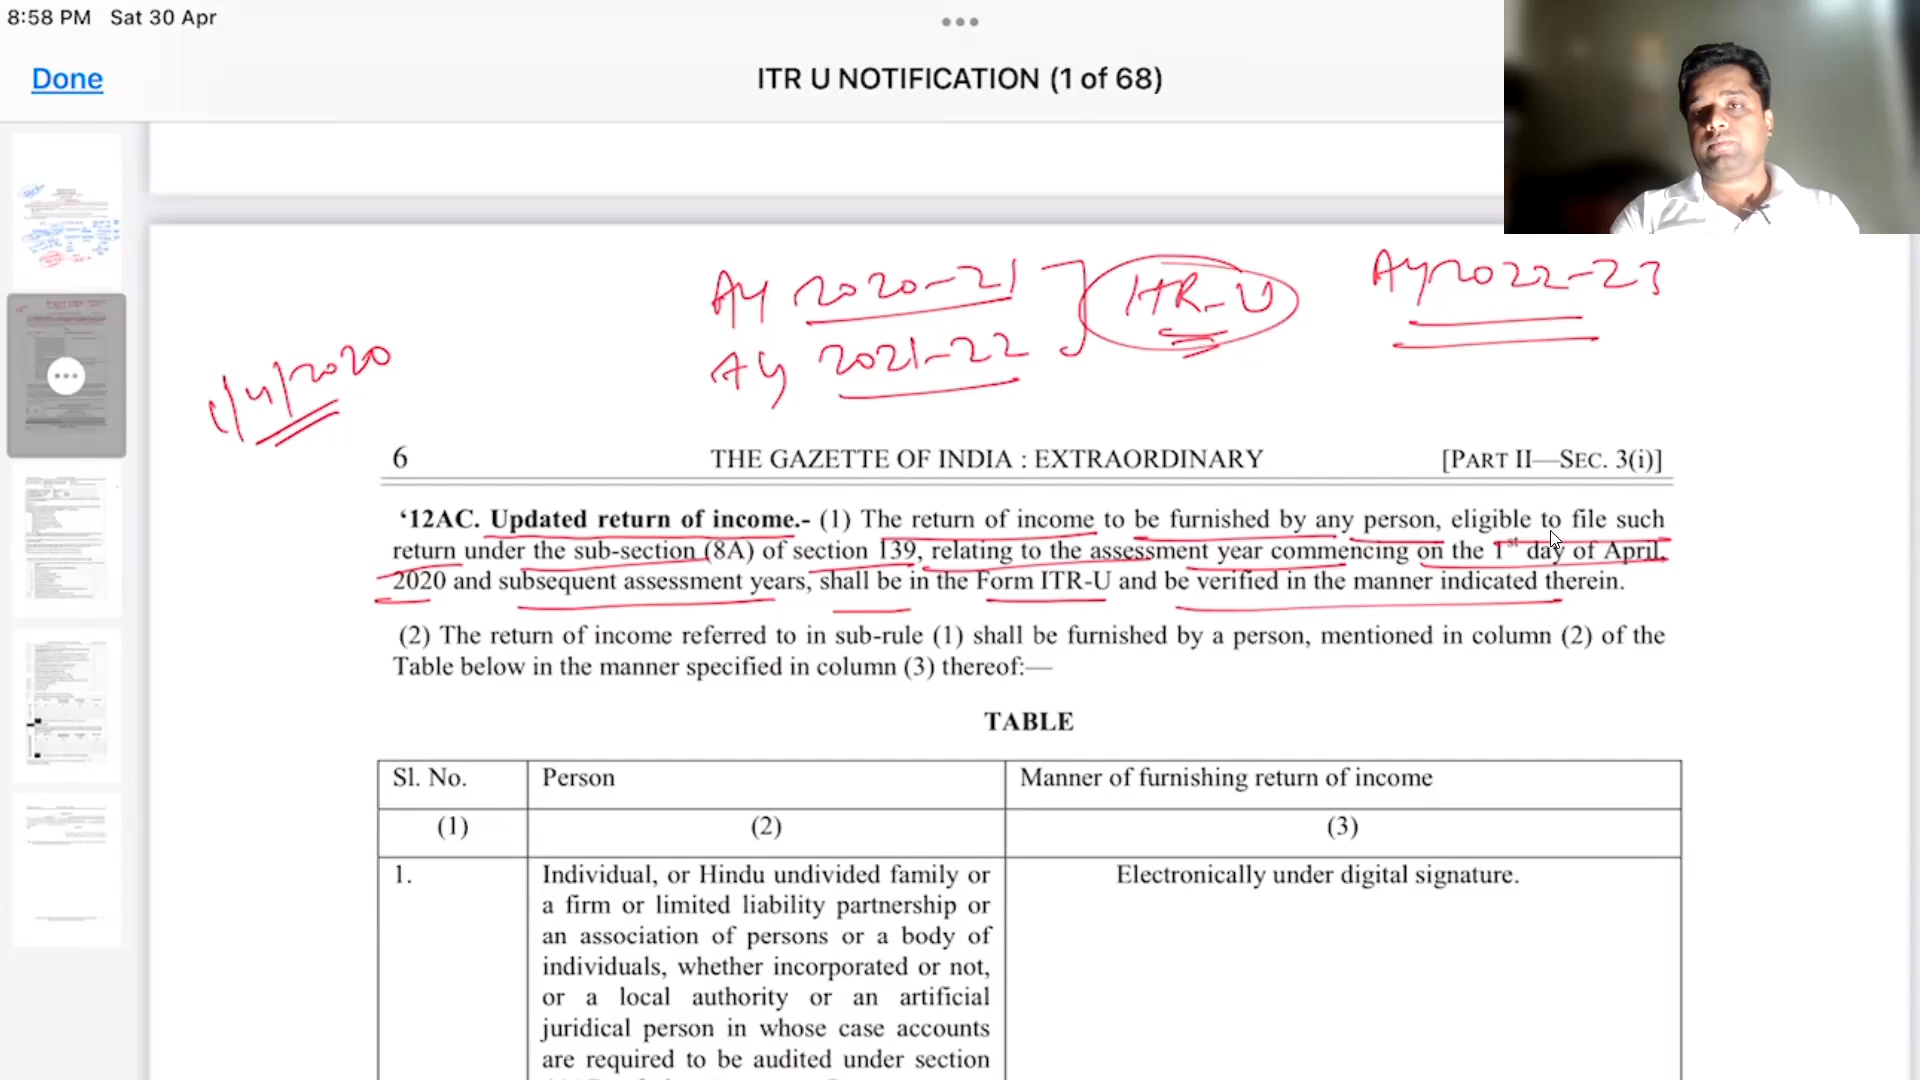 8:58 PM Sat 30 Apr
Done
ITR U NOTIFICATION (1 of 68)
AY 2020-21
AY 2021-22
ITR-U
AY 2022-23
1/4/2020
6 THE GAZETTE OF INDIA : EXTRAORDINARY [PART II—SEC. 3(i)]
‘12AC. Updated return of income.- (1) The return of income to be furnished by any person, eligible to file such
return under the sub-section (8A) of section 139, relating to the assessment year commencing on the 1st day of April,
2020 and subsequent assessment years, shall be in the Form ITR-U and be verified in the manner indicated therein.
(2) The return of income referred to in sub-rule (1) shall be furnished by a person, mentioned in column (2) of the
Table below in the manner specified in column (3) thereof:—
TABLE
Sl. No. Person Manner of furnishing return of income
(1) (2) (3)
1. Individual, or Hindu undivided family or Electronically under digital signature.
a firm or limited liability partnership or
an association of persons or a body of
individuals, whether incorporated or not,
or a local authority or an artificial
juridical person in whose case accounts
are required to be audited under section